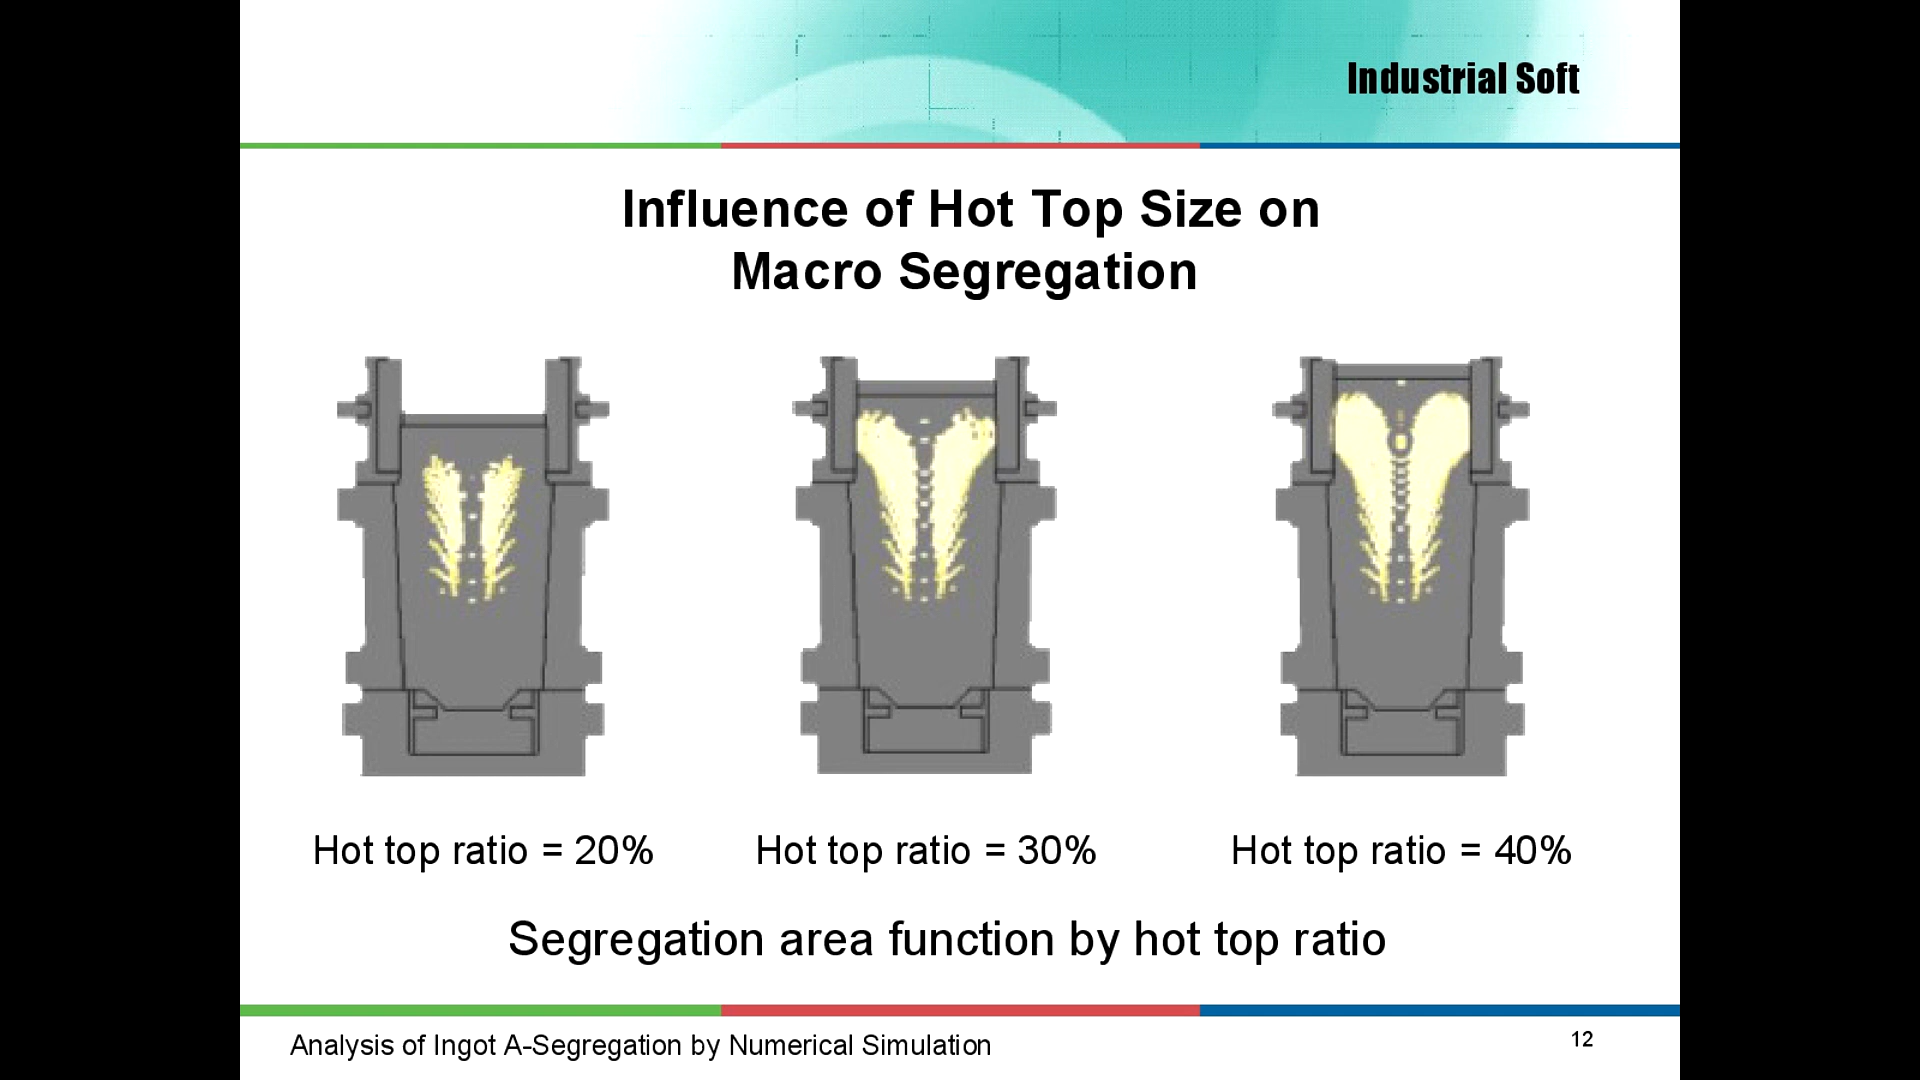 Industrial Soft
Influence of Hot Top Size on
Macro Segregation
Hot top ratio = 20%
Hot top ratio = 30%
Hot top ratio = 40%
Segregation area function by hot top ratio
Analysis of Ingot A-Segregation by Numerical Simulation
12